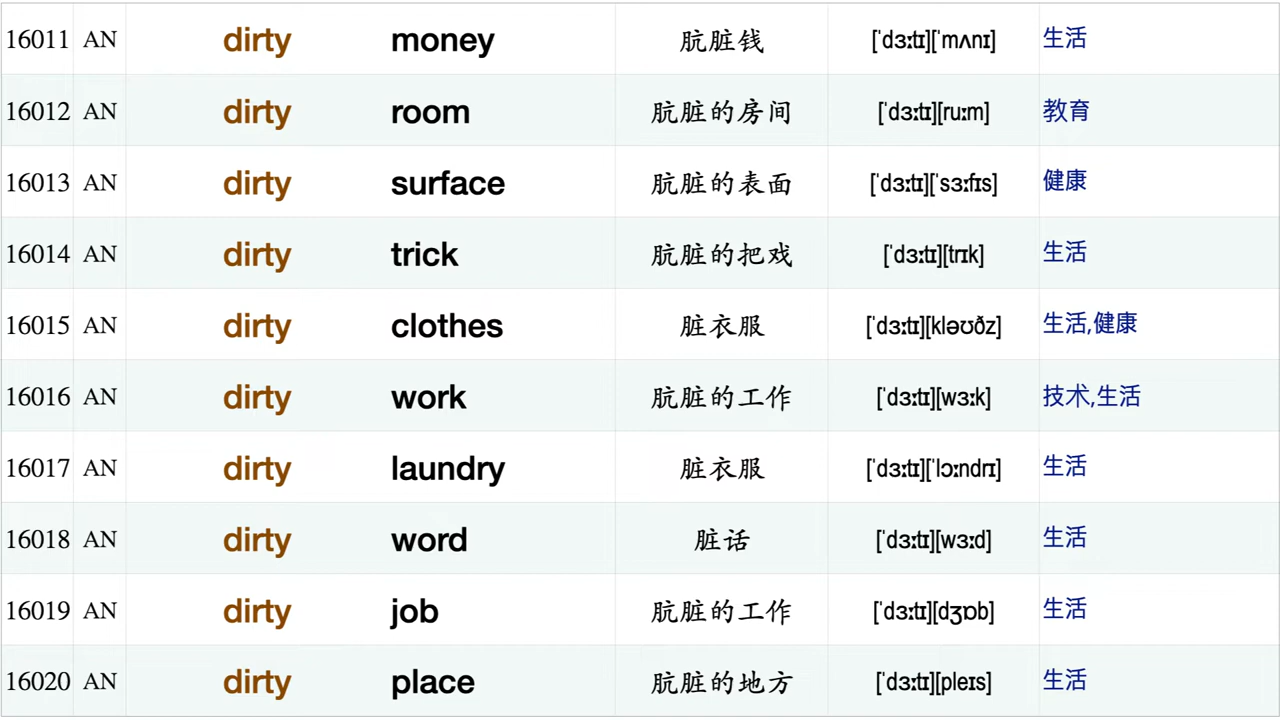 16011 AN dirty money 肮脏钱 [ˈdɜːtɪ][ˈmʌnɪ] 生活
16012 AN dirty room 肮脏的房间 [ˈdɜːtɪ][ruːm] 教育
16013 AN dirty surface 肮脏的表面 [ˈdɜːtɪ][ˈsɜːfɪs] 健康
16014 AN dirty trick 肮脏的把戏 [ˈdɜːtɪ][trɪk] 生活
16015 AN dirty clothes 脏衣服 [ˈdɜːtɪ][kləʊðz] 生活,健康
16016 AN dirty work 肮脏的工作 [ˈdɜːtɪ][wɜːk] 技术,生活
16017 AN dirty laundry 脏衣服 [ˈdɜːtɪ][ˈlɔːndrɪ] 生活
16018 AN dirty word 脏话 [ˈdɜːtɪ][wɜːd] 生活
16019 AN dirty job 肮脏的工作 [ˈdɜːtɪ][dʒɒb] 生活
16020 AN dirty place 肮脏的地方 [ˈdɜːtɪ][pleɪs] 生活